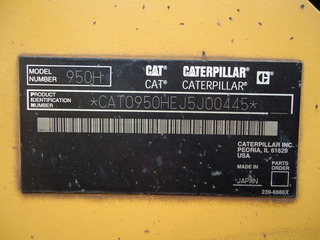 MODEL NUMBER 950H
CAT CATERPILLAR C
CAT CATERPILLAR
PRODUCT IDENTIFICATION NUMBER *CAT0950HEJ5J00445*
CATERPILLAR INC.
PEORIA, IL 61629
USA
MADE IN PARTS ORDER
JAPAN
239-6986X